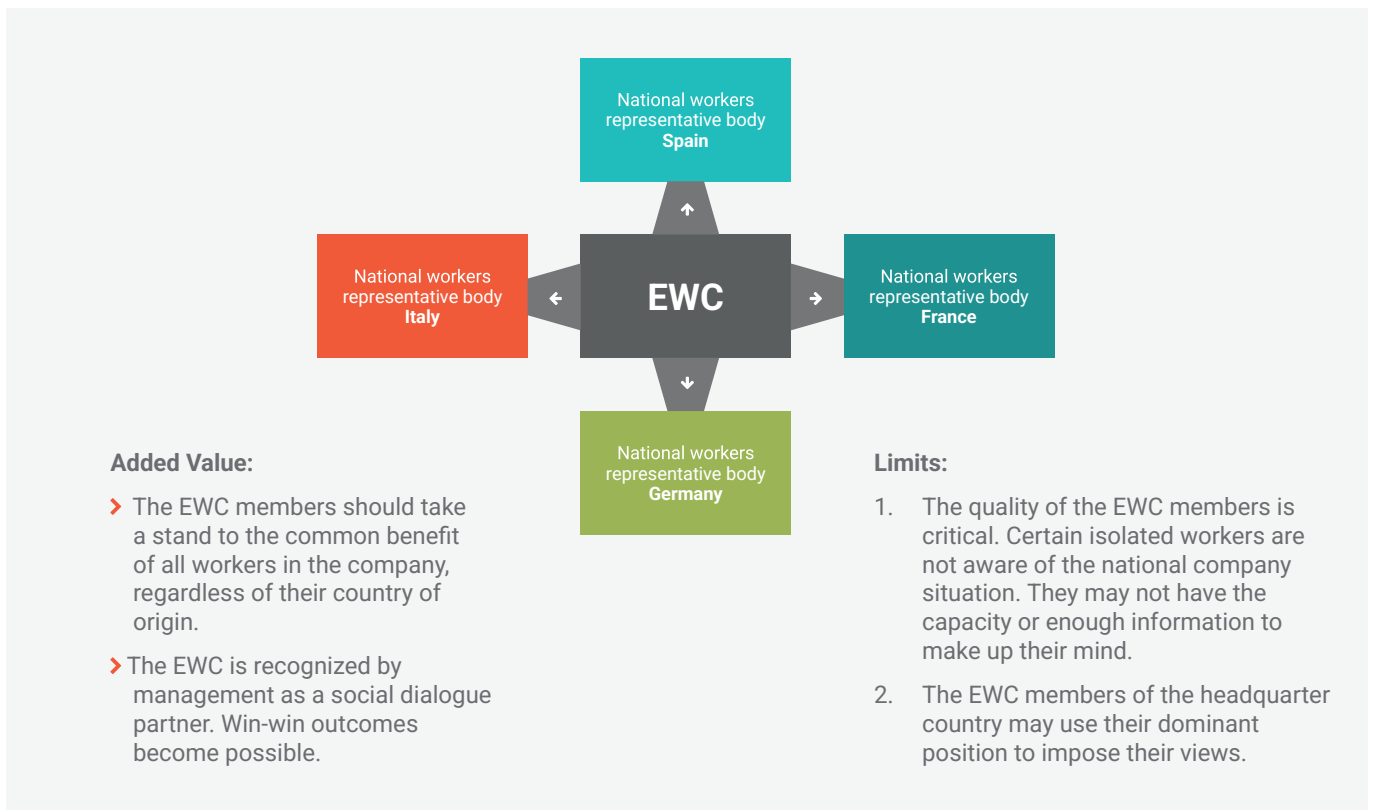 National workers
representative body
Spain
National workers
representative body
Italy
EWC
National workers
representative body
France
National workers
representative body
Germany
Added Value:
The EWC members should take
a stand to the common benefit
of all workers in the company,
regardless of their country of
origin.
The EWC is recognized by
management as a social dialogue
partner. Win-win outcomes
become possible.
Limits:
1. The quality of the EWC members is
critical. Certain isolated workers are
not aware of the national company
situation. They may not have the
capacity or enough information to
make up their mind.
2. The EWC members of the headquarter
country may use their dominant
position to impose their views.